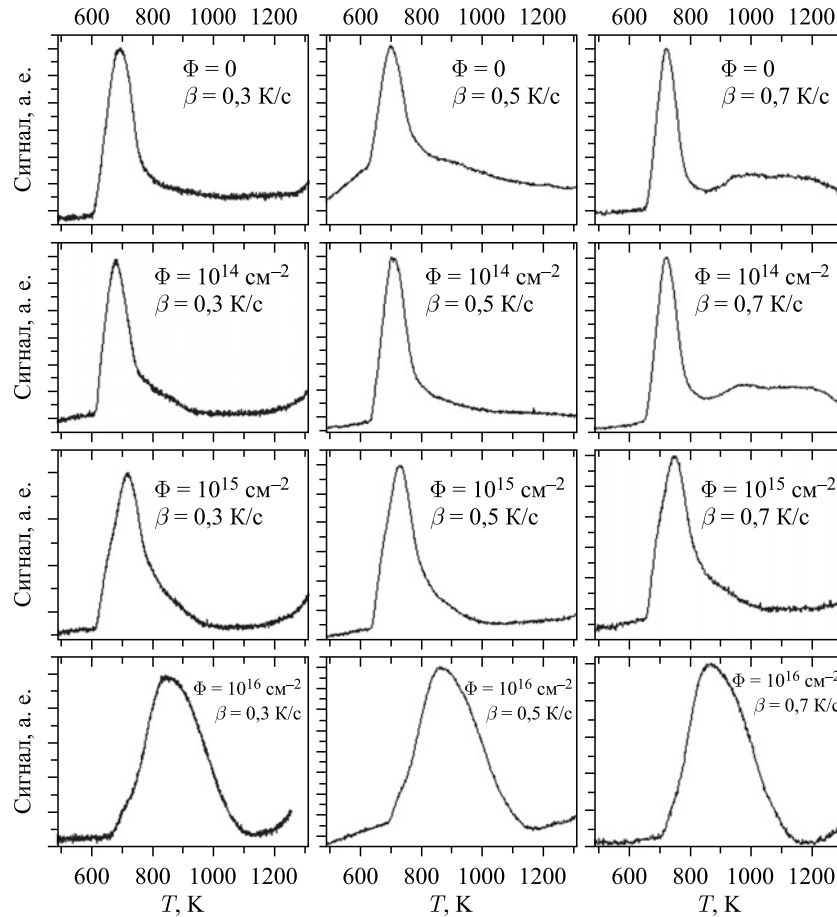 600 800 1000 1200 600 800 1000 1200 600 800 1000 1200
Сигнал, а. е.
Φ = 0
β = 0,3 К/с
Φ = 0
β = 0,5 К/с
Φ = 0
β = 0,7 К/с
Сигнал, а. е.
Φ = 10¹⁴ см⁻²
β = 0,3 К/с
Φ = 10¹⁴ см⁻²
β = 0,5 К/с
Φ = 10¹⁴ см⁻²
β = 0,7 К/с
Сигнал, а. е.
Φ = 10¹⁵ см⁻²
β = 0,3 К/с
Φ = 10¹⁵ см⁻²
β = 0,5 К/с
Φ = 10¹⁵ см⁻²
β = 0,7 К/с
Сигнал, а. е.
Φ = 10¹⁶ см⁻²
β = 0,3 К/с
Φ = 10¹⁶ см⁻²
β = 0,5 К/с
Φ = 10¹⁶ см⁻²
β = 0,7 К/с
600 800 1000 1200 600 800 1000 1200 600 800 1000 1200
T, К T, К T, К